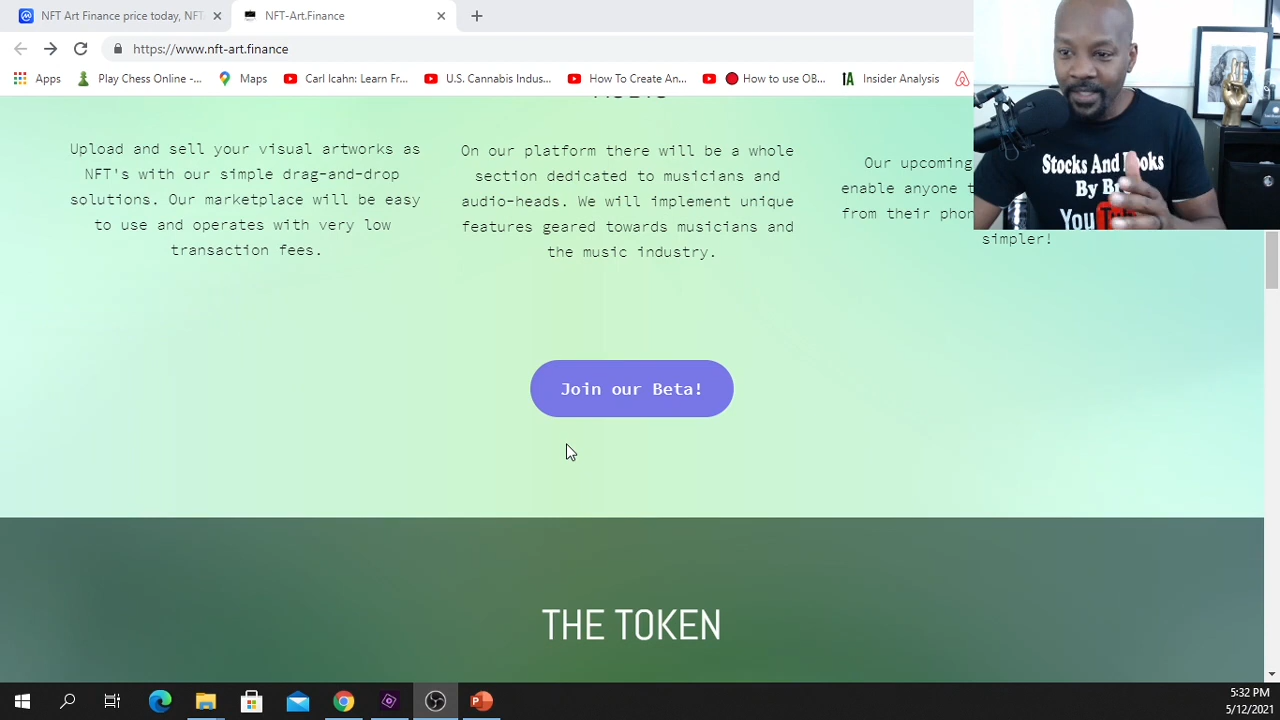 NFT Art Finance price today, NFT
NFT-Art.Finance
https://www.nft-art.finance
Apps
Play Chess Online -...
Maps
Carl Icahn: Learn Fr...
U.S. Cannabis Indus...
How To Create An...
How to use OB...
IA
Insider Analysis
Upload and sell your visual artworks as
NFT's with our simple drag-and-drop
solutions. Our marketplace will be easy
to use and operates with very low
transaction fees.
On our platform there will be a whole
section dedicated to musicians and
audio-heads. We will implement unique
features geared towards musicians and
the music industry.
Our upcoming
enable anyone
from their phon
simpler!
Stocks And
By
You
Join our Beta!
THE TOKEN
5:32 PM
5/12/2021